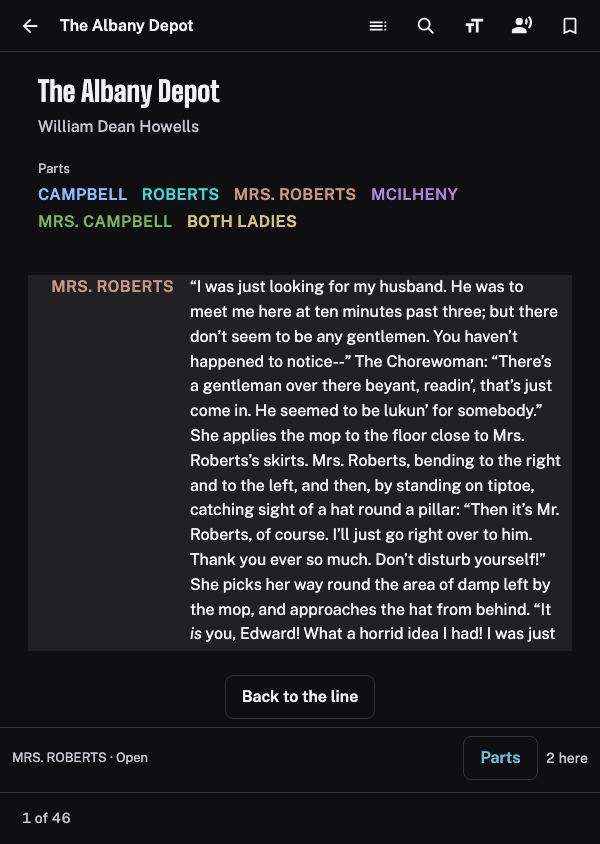 The Albany Depot
The Albany Depot
William Dean Howells
Parts
CAMPBELL ROBERTS MRS. ROBERTS MCILHENY
MRS. CAMPBELL BOTH LADIES
MRS. ROBERTS “I was just looking for my husband. He was to
meet me here at ten minutes past three; but there
don’t seem to be any gentlemen. You haven’t
happened to notice--” The Chorewoman: “There’s
a gentleman over there beyant, readin’, that’s just
come in. He seemed to be lukun’ for somebody.”
She applies the mop to the floor close to Mrs.
Roberts’s skirts. Mrs. Roberts, bending to the right
and to the left, and then, by standing on tiptoe,
catching sight of a hat round a pillar: “Then it’s Mr.
Roberts, of course. I’ll just go right over to him.
Thank you ever so much. Don’t disturb yourself!”
She picks her way round the area of damp left by
the mop, and approaches the hat from behind. “It
is you, Edward! What a horrid idea I had! I was just
Back to the line
MRS. ROBERTS · Open Parts 2 here
1 of 46